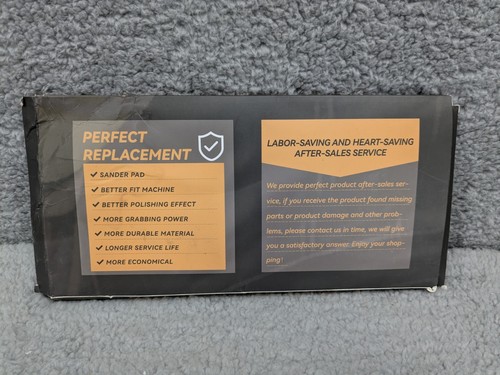 PERFECT
REPLACEMENT
SANDER PAD
BETTER FIT MACHINE
BETTER POLISHING EFFECT
MORE GRABBING POWER
MORE DURABLE MATERIAL
LONGER SERVICE LIFE
MORE ECONOMICAL
LABOR-SAVING AND HEART-SAVING
AFTER-SALES SERVICE
We provide perfect product after-sales ser-
vice, if you receive the product found missing
parts or product damage and other prob-
lems, please contact us in time, we will give
you a satisfactory answer. Enjoy your shop-
ping!